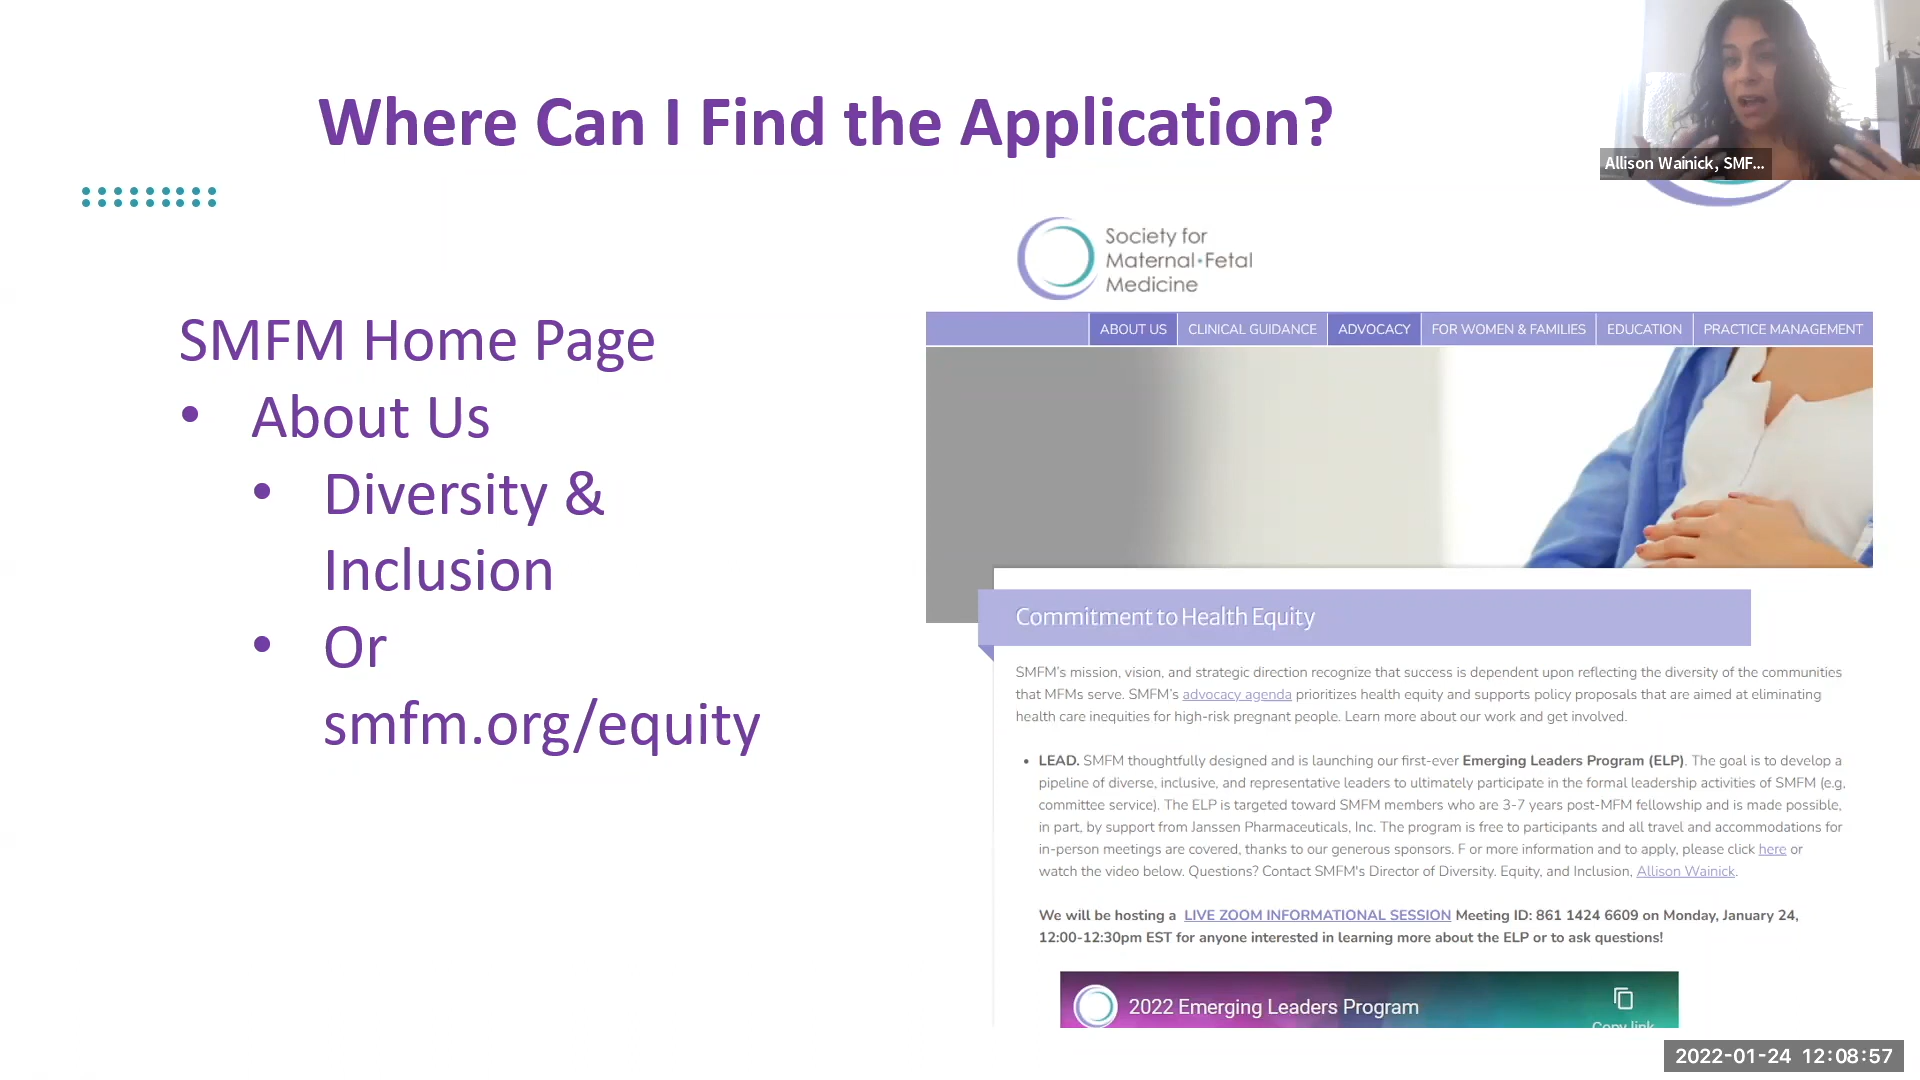 Where Can I Find the Application?
Allison Wainick, SMF...
SMFM Home Page
• About Us
• Diversity &
Inclusion
• Or
smfm.org/equity
Society for
Maternal·Fetal
Medicine
ABOUT US CLINICAL GUIDANCE ADVOCACY FOR WOMEN & FAMILIES EDUCATION PRACTICE MANAGEMENT
Commitment to Health Equity
SMFM's mission, vision, and strategic direction recognize that success is dependent upon reflecting the diversity of the communities
that MFMs serve. SMFM's advocacy agenda prioritizes health equity and supports policy proposals that are aimed at eliminating
health care inequities for high-risk pregnant people. Learn more about our work and get involved.
• LEAD. SMFM thoughtfully designed and is launching our first-ever Emerging Leaders Program (ELP). The goal is to develop a
pipeline of diverse, inclusive, and representative leaders to ultimately participate in the formal leadership activities of SMFM (e.g,
committee service). The ELP is targeted toward SMFM members who are 3-7 years post-MFM fellowship and is made possible,
in part, by support from Janssen Pharmaceuticals, Inc. The program is free to participants and all travel and accommodations for
in-person meetings are covered, thanks to our generous sponsors. F or more information and to apply, please click here or
watch the video below. Questions? Contact SMFM's Director of Diversity. Equity, and Inclusion, Allison Wainick.
We will be hosting a LIVE ZOOM INFORMATIONAL SESSION Meeting ID: 861 1424 6609 on Monday, January 24,
12:00-12:30pm EST for anyone interested in learning more about the ELP or to ask questions!
2022 Emerging Leaders Program
Copy link
2022-01-24 12:08:57